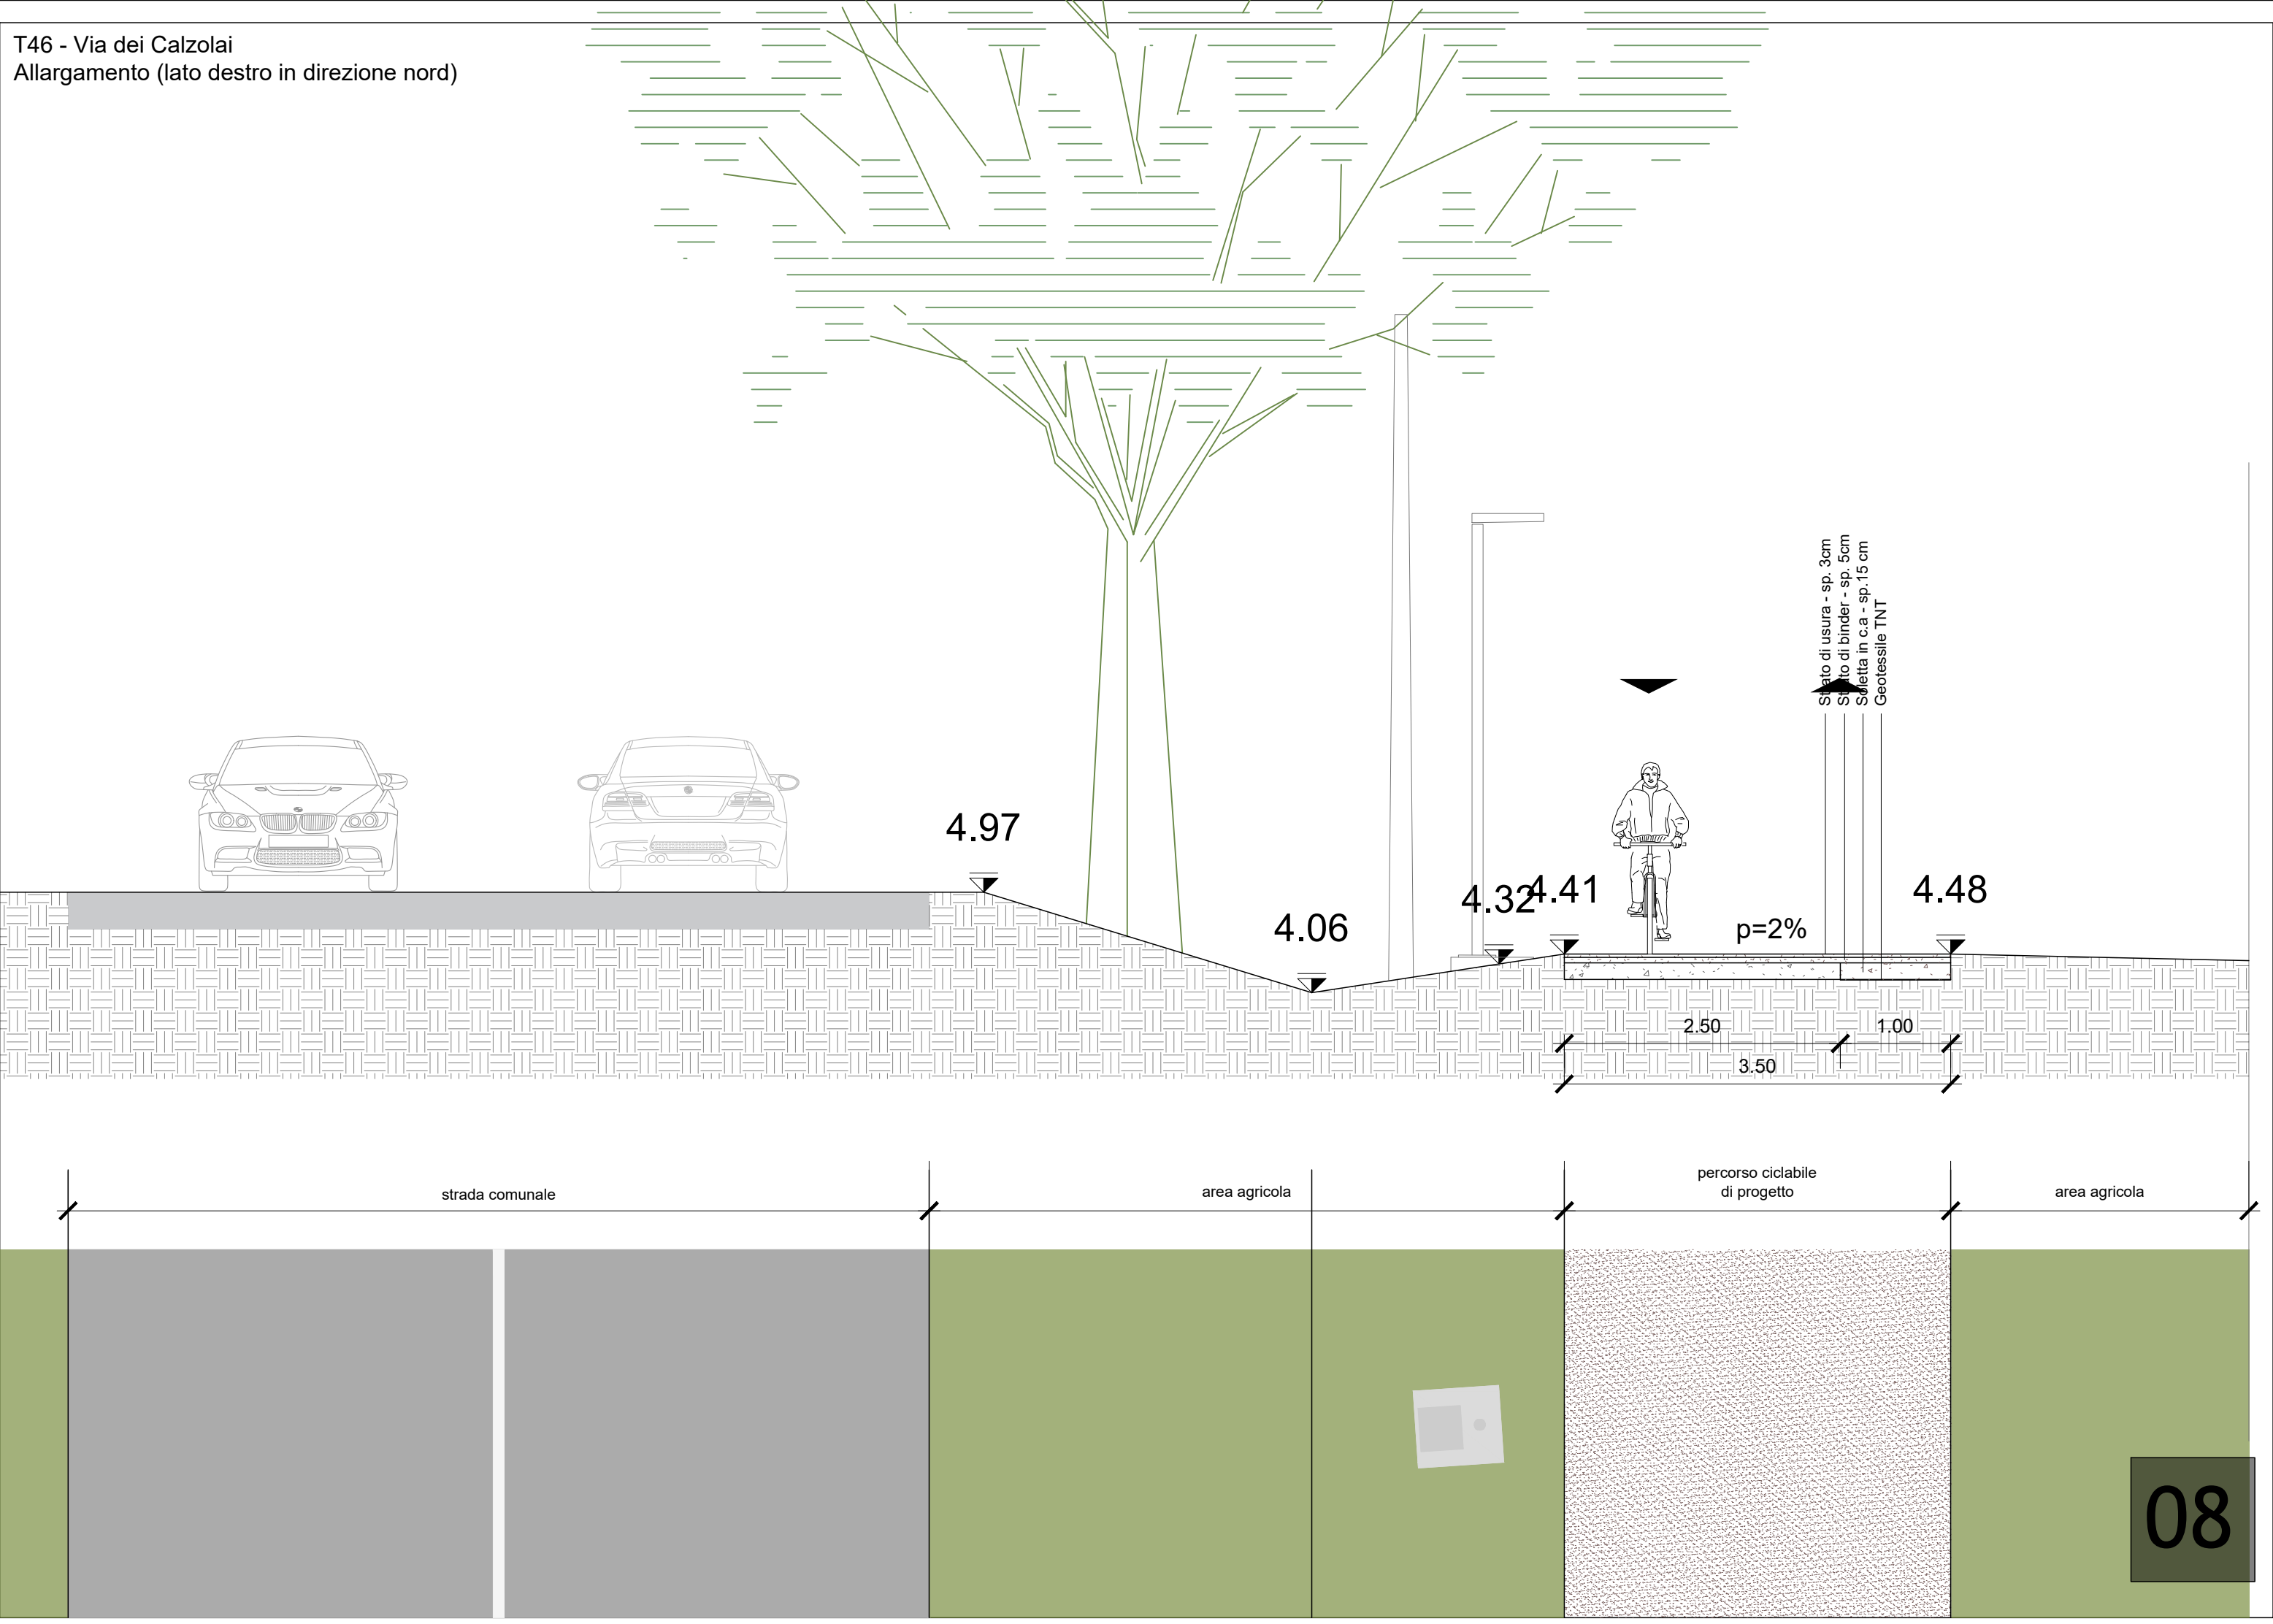 T46 - Via dei Calzolai
Allargamento (lato destro in direzione nord)
Strato di usura - sp. 3cm
Strato di binder - sp. 5cm
Soletta in c.a - sp.15 cm
Geotessile TNT
4.97
4.06
4.32
4.41
4.48
p=2%
2.50
1.00
3.50
strada comunale
area agricola
percorso ciclabile
di progetto
area agricola
08